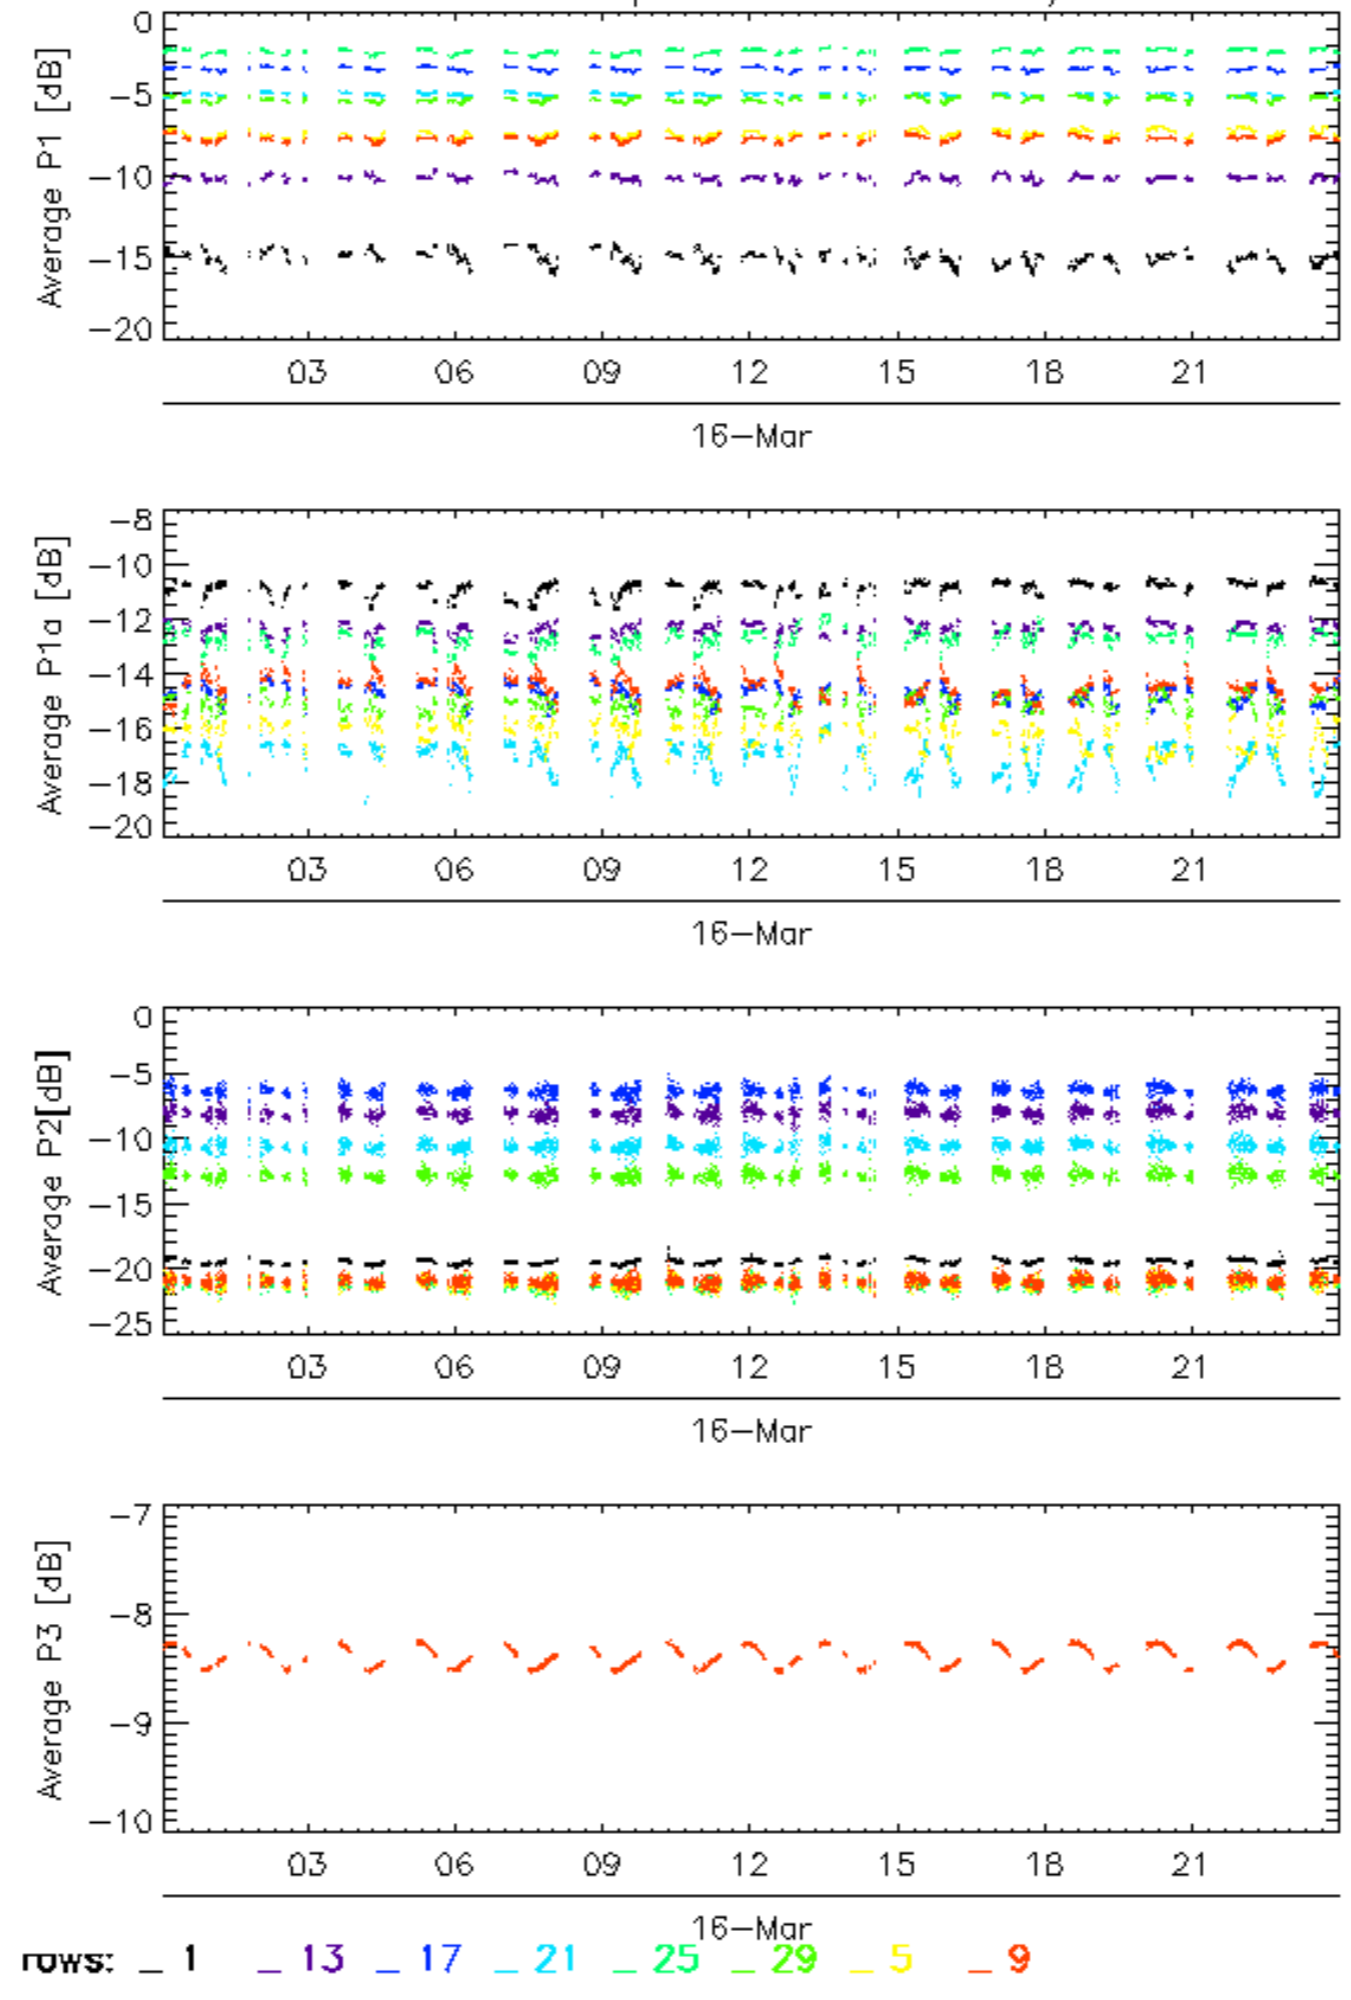 0
−5
−10
−15
−20
Average P1 [dB]
03 06 09 12 15 18 21
16−Mar
−8
−10
−12
−14
−16
−18
−20
Average P1a [dB]
03 06 09 12 15 18 21
16−Mar
0
−5
−10
−15
−20
−25
Average P2[dB]
03 06 09 12 15 18 21
16−Mar
−7
−8
−9
−10
Average P3 [dB]
03 06 09 12 15 18 21
16−Mar
rows: _ 1 _ 13 _ 17 _ 21 _ 25 _ 29 _ 5 _ 9